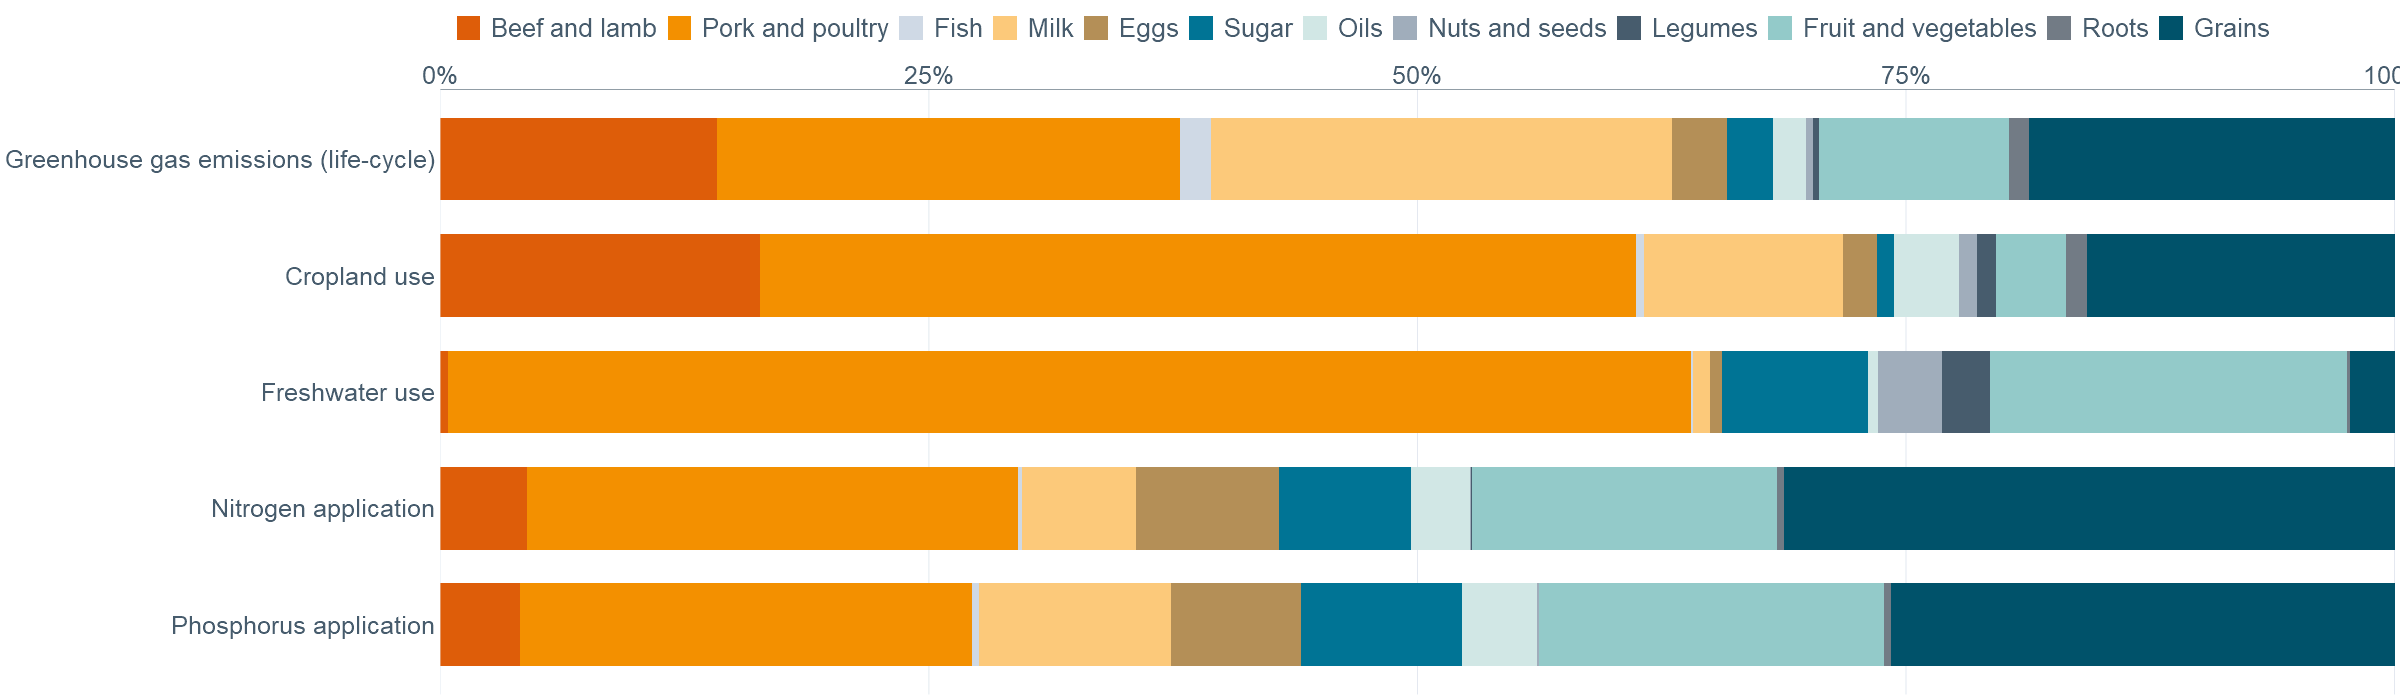 Beef and lamb Pork and poultry Fish Milk Eggs Sugar Oils Nuts and seeds Legumes Fruit and vegetables Roots Grains
0% 25% 50% 75% 100
Greenhouse gas emissions (life-cycle)
Cropland use
Freshwater use
Nitrogen application
Phosphorus application